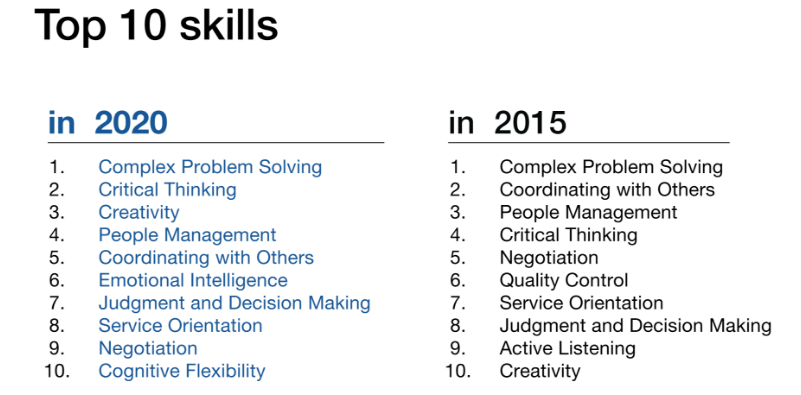 Top 10 skills
in 2020
1. Complex Problem Solving
2. Critical Thinking
3. Creativity
4. People Management
5. Coordinating with Others
6. Emotional Intelligence
7. Judgment and Decision Making
8. Service Orientation
9. Negotiation
10. Cognitive Flexibility
in 2015
1. Complex Problem Solving
2. Coordinating with Others
3. People Management
4. Critical Thinking
5. Negotiation
6. Quality Control
7. Service Orientation
8. Judgment and Decision Making
9. Active Listening
10. Creativity